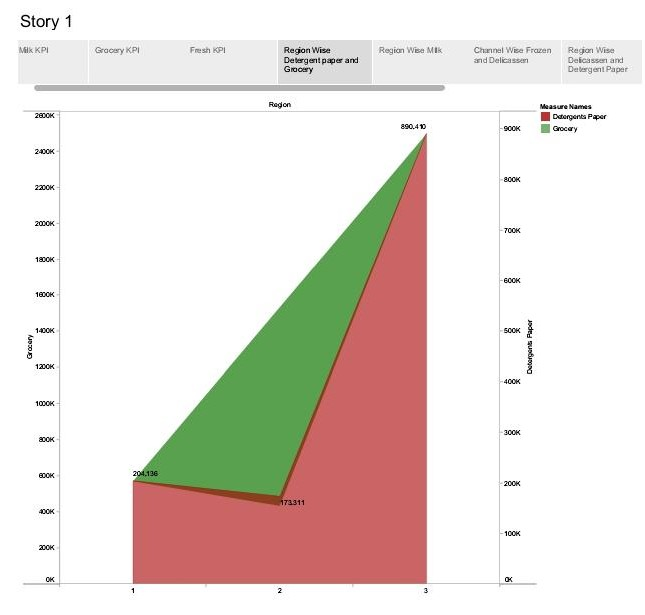 Story 1
Milk KPI
Grocery KPI
Fresh KPI
Region Wise
Detergent paper and
Grocery
Region Wise Milk
Channel Wise Frozen
and Delicassen
Region Wise
Delicassen and
Detergent Paper
Region
Measure Names
Detergents Paper
Grocery
2600K
2400K
2200K
2000K
1800K
1600K
1400K
1200K
1000K
800K
600K
400K
200K
0K
Grocery
890,410
204,136
173,311
900K
800K
700K
600K
500K
400K
300K
200K
100K
0K
Detergents Paper
1
2
3